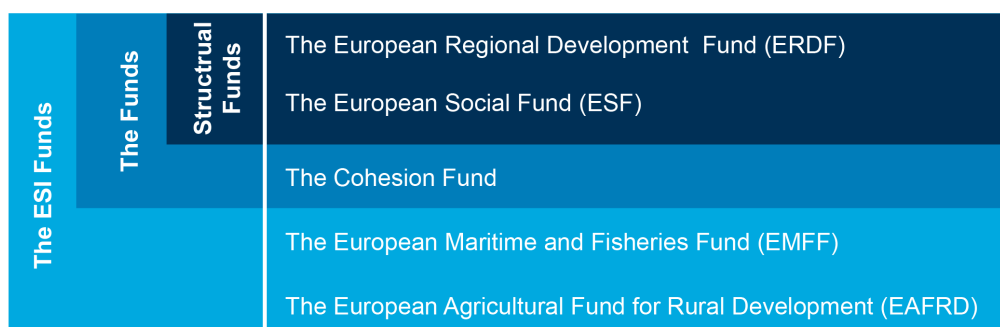 The ESI Funds
The Funds
Structrual
Funds
The European Regional Development Fund (ERDF)
The European Social Fund (ESF)
The Cohesion Fund
The European Maritime and Fisheries Fund (EMFF)
The European Agricultural Fund for Rural Development (EAFRD)